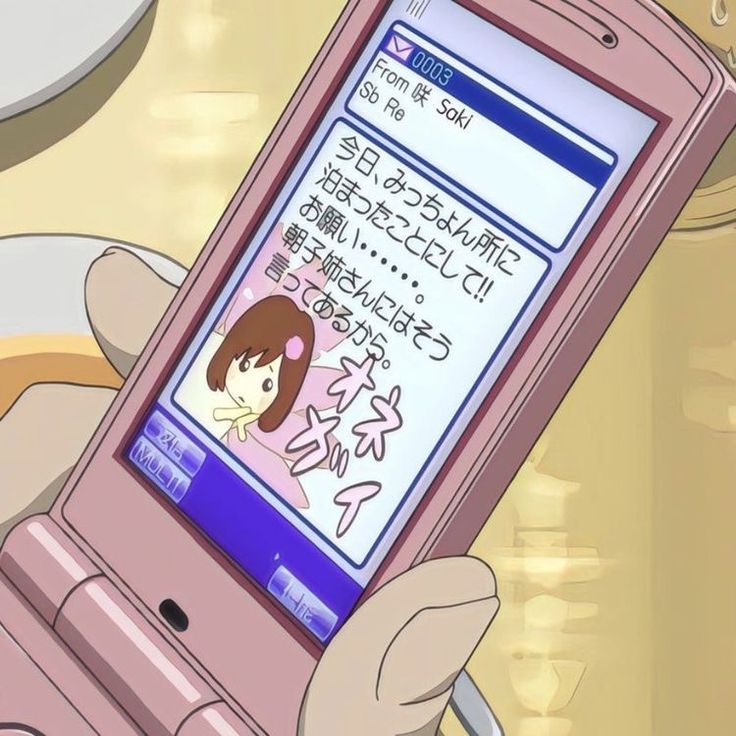 0003
From 咲 Saki
Sb Re
今日、みっちょん所に
泊まったことにして!!
お願い・・・・・・・。
朝子姉さんにはそう
言ってあるから。
オネ
ガイ
MULTI